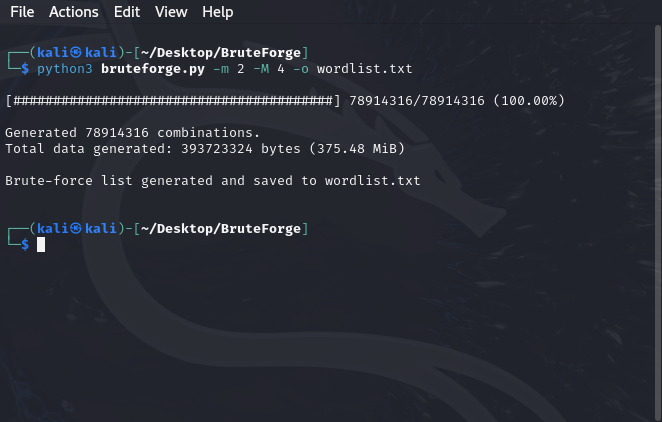 File Actions Edit View Help
┌──(kali㉿kali)-[~/Desktop/BruteForge]
└─$ python3 bruteforge.py -m 2 -M 4 -o wordlist.txt
[########################################] 78914316/78914316 (100.00%)
Generated 78914316 combinations.
Total data generated: 393723324 bytes (375.48 MiB)
Brute-force list generated and saved to wordlist.txt
┌──(kali㉿kali)-[~/Desktop/BruteForge]
└─$